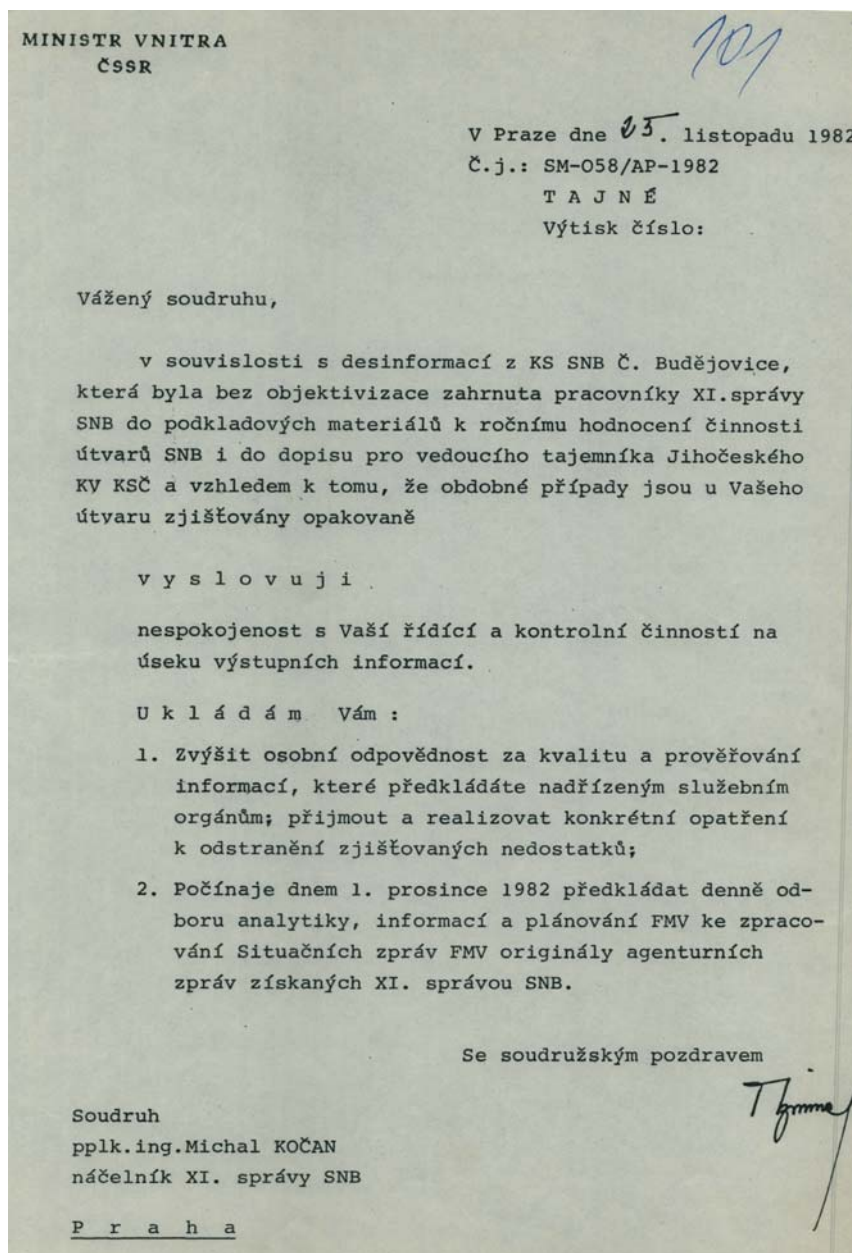 MINISTR VNITRA
ČSSR
101
V Praze dne 25. listopadu 1982
Č.j.: SM-O58/AP-1982
T A J N É
Výtisk číslo:
Vážený soudruhu,
v souvislosti s desinformací z KS SNB Č. Budějovice,
která byla bez objektivizace zahrnuta pracovníky XI.správy
SNB do podkladových materiálů k ročnímu hodnocení činnosti
útvarů SNB i do dopisu pro vedoucího tajemníka Jihočeského
KV KSČ a vzhledem k tomu, že obdobné případy jsou u Vašeho
útvaru zjišťovány opakovaně
v y s l o v u j i
nespokojenost s Vaší řídící a kontrolní činností na
úseku výstupních informací.
U k l á d á m Vám :
1. Zvýšit osobní odpovědnost za kvalitu a prověřování
informací, které předkládáte nadřízeným služebním
orgánům; přijmout a realizovat konkrétní opatření
k odstranění zjišťovaných nedostatků;
2. Počínaje dnem 1. prosince 1982 předkládat denně od-
boru analytiky, informací a plánování FMV ke zpraco-
vání Situačních zpráv FMV originály agenturních
zpráv získaných XI. správou SNB.
Se soudružským pozdravem
Soudruh
pplk.ing.Michal KOČAN
náčelník XI. správy SNB
P r a h a